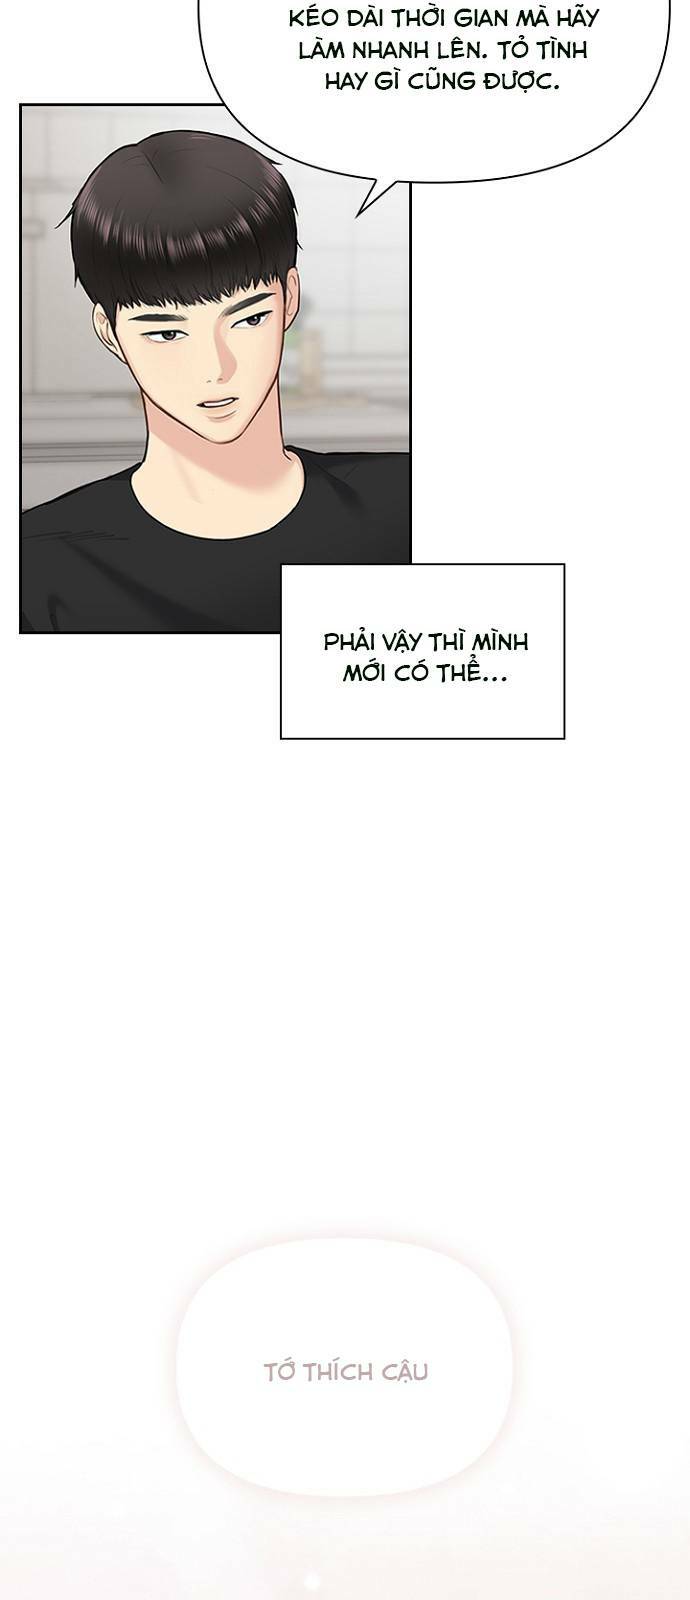 KÉO DÀI THỜI GIAN MÀ HÃY
LÀM NHANH LÊN. TỎ TÌNH
HAY GÌ CŨNG ĐƯỢC.
PHẢI VẬY THÌ MÌNH
MỚI CÓ THỂ...
TỚ THÍCH CẬU